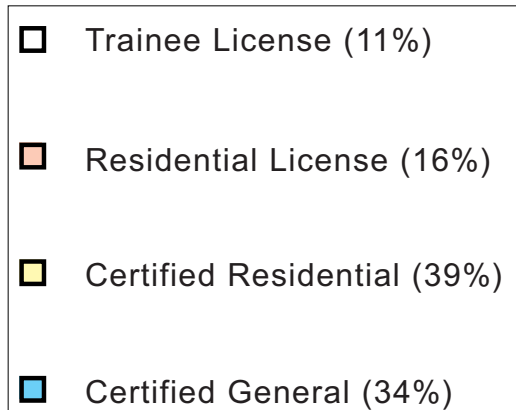 Trainee License (11%)
Residential License (16%)
Certified Residential (39%)
Certified General (34%)